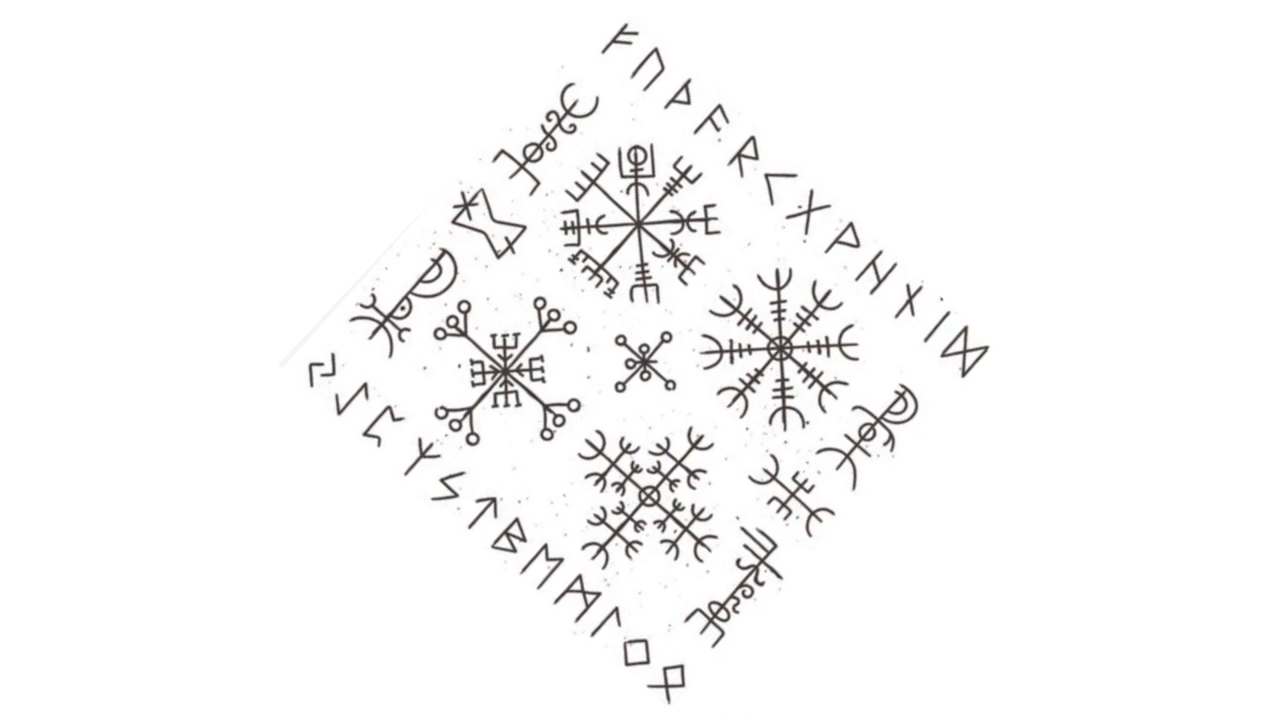 ᚠᚢᚦᚨᚱᚲᚷᚹᚺᚾᛁᛞ
ᛃᛇᛈᛉᛊᛏᛒᛖᛗᛚᛜᛟ